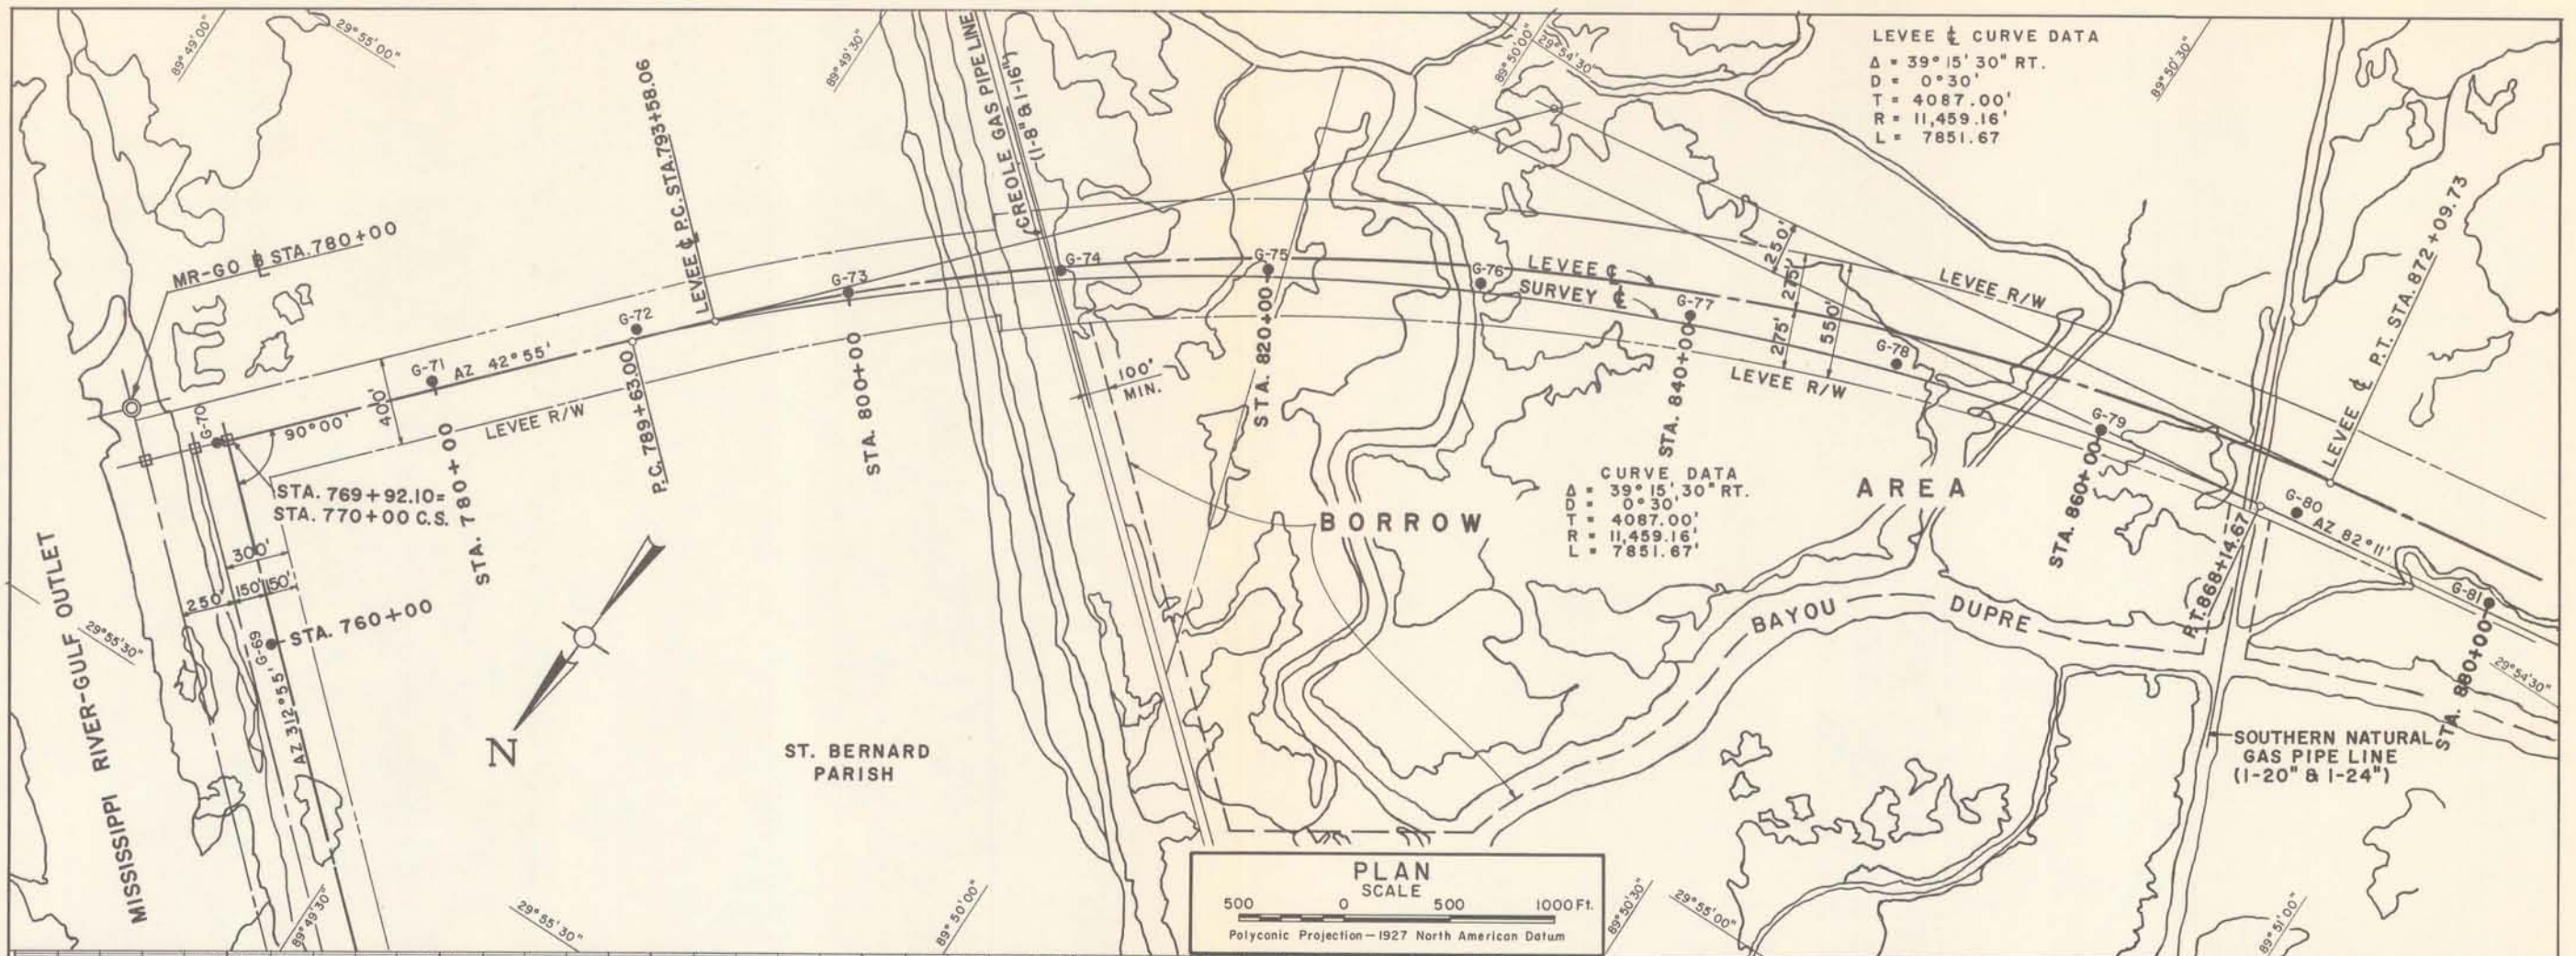 89°49'00"
29°55'00"
89°49'30"
89°50'00"
29°54'30"
89°50'30"
LEVEE ℄ CURVE DATA
Δ = 39° 15' 30" RT.
D = 0°30'
T = 4087.00'
R = 11,459.16'
L = 7851.67
MR-GO B/L STA. 780+00
LEVEE ℄ P.C. STA. 793+58.06
CREOLE GAS PIPE LINE
(1-8" & 1-16")
G-70
G-71
G-72
G-73
G-74
G-75
G-76
G-77
G-78
G-79
G-80
G-81
AZ 42°55'
90°00'
400'
LEVEE R/W
LEVEE ℄
SURVEY ℄
250'
275'
275'
550'
LEVEE R/W
LEVEE R/W
LEVEE ℄ P.T. STA. 872+09.73
STA. 769+92.10=
STA. 770+00 C.S.
STA. 780+00
P.C. 789+63.00
STA. 800+00
100'
MIN.
STA. 820+00
STA. 840+00
STA. 860+00
P.T. 868+14.67
AZ 82°11'
STA. 880+00
CURVE DATA
Δ = 39° 15' 30" RT.
D = 0°30'
T = 4087.00'
R = 11,459.16'
L = 7851.67'
BORROW AREA
300'
250' 150' 150'
G-69
STA. 760+00
AZ 312°55'
MISSISSIPPI RIVER-GULF OUTLET
29°55'30"
N
ST. BERNARD
PARISH
BAYOU DUPRE
29°54'30"
SOUTHERN NATURAL
GAS PIPE LINE
(1-20" & 1-24")
PLAN
SCALE
500 0 500 1000 Ft.
Polyconic Projection—1927 North American Datum
89°49'30"
29°55'30"
89°50'00"
89°50'30"
29°55'00"
89°51'00"